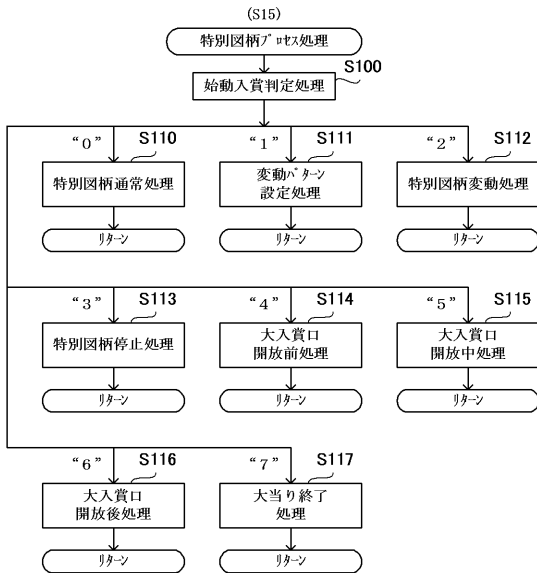 (S15)
特別図柄ﾌﾟﾛｾｽ処理
S100
始動入賞判定処理
“0”
S110
特別図柄通常処理
ﾘﾀｰﾝ
“1”
S111
変動ﾊﾟﾀｰﾝ
設定処理
ﾘﾀｰﾝ
“2”
S112
特別図柄変動処理
ﾘﾀｰﾝ
“3”
S113
特別図柄停止処理
ﾘﾀｰﾝ
“4”
S114
大入賞口
開放前処理
ﾘﾀｰﾝ
“5”
S115
大入賞口
開放中処理
ﾘﾀｰﾝ
“6”
S116
大入賞口
開放後処理
ﾘﾀｰﾝ
“7”
S117
大当り終了
処理
ﾘﾀｰﾝ